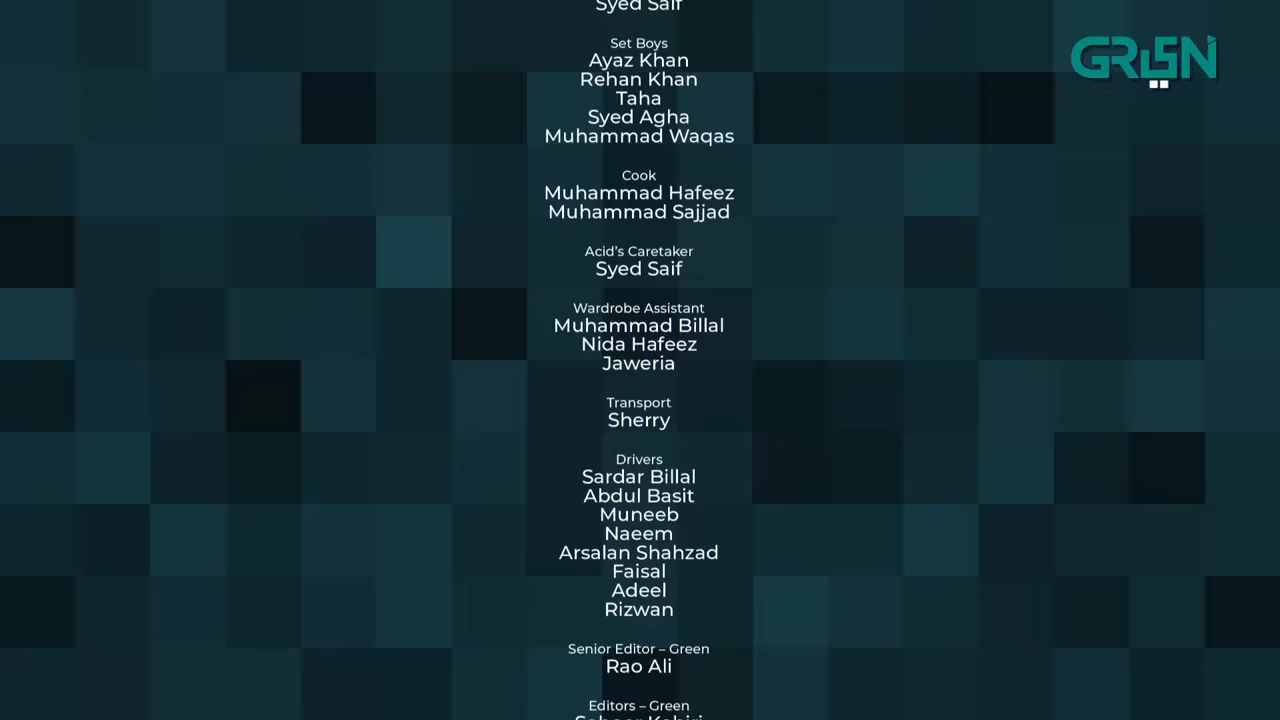 Syed Saif
GREEN
Set Boys
Ayaz Khan
Rehan Khan
Taha
Syed Agha
Muhammad Waqas
Cook
Muhammad Hafeez
Muhammad Sajjad
Acid’s Caretaker
Syed Saif
Wardrobe Assistant
Muhammad Billal
Nida Hafeez
Jaweria
Transport
Sherry
Drivers
Sardar Billal
Abdul Basit
Muneeb
Naeem
Arsalan Shahzad
Faisal
Adeel
Rizwan
Senior Editor – Green
Rao Ali
Editors – Green